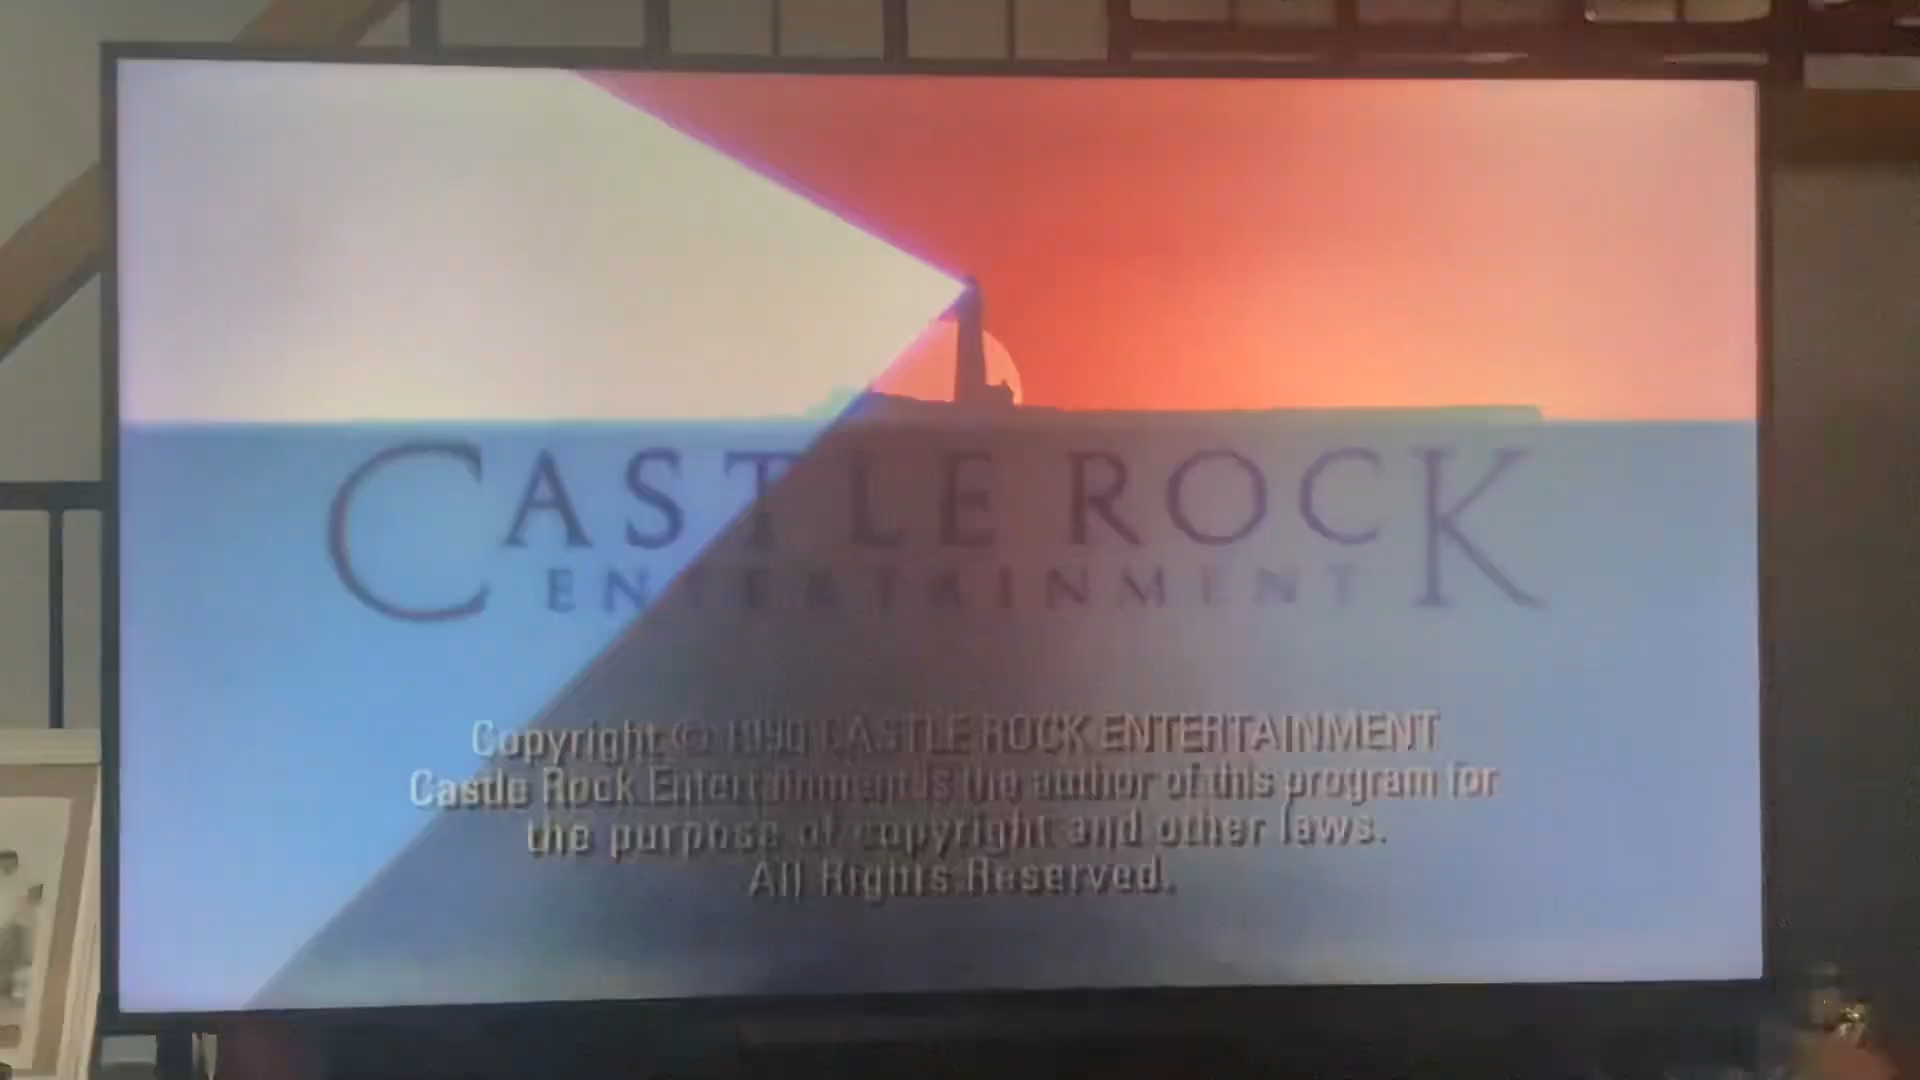 CASTLE ROCK
ENTERTAINMENT
Copyright © 1990 CASTLE ROCK ENTERTAINMENT
Castle Rock Entertainment is the author of this program for
the purpose of copyright and other laws.
All Rights Reserved.